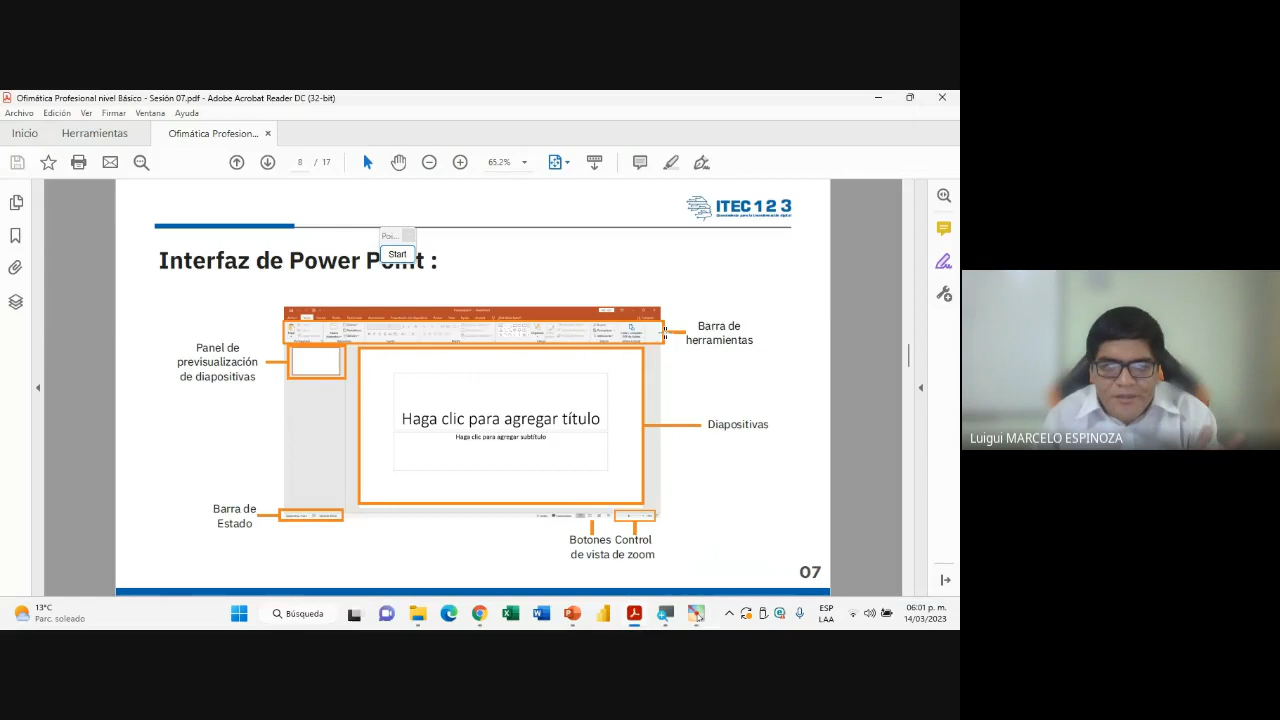 Ofimática Profesional nivel Básico - Sesión 07.pdf - Adobe Acrobat Reader DC (32-bit)
Archivo Edición Ver Firmar Ventana Ayuda
Inicio Herramientas Ofimática Profesion... ×
8 / 17 65.2%
ITEC 1 2 3
Pos...
Start
Interfaz de Power Point :
Panel de
previsualización
de diapositivas
Barra de
herramientas
Haga clic para agregar título
Haga clic para agregar subtítulo
Diapositivas
Barra de
Estado
Botones Control
de vista de zoom
07
Luigui MARCELO ESPINOZA
13°C
Parc. soleado
Búsqueda
ESP
LAA
06:01 p. m.
14/03/2023